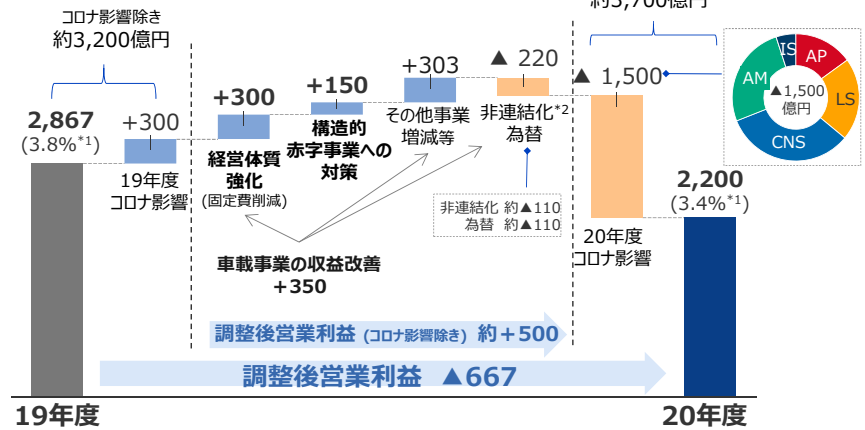 コロナ影響除き
約3,200億円
約3,700億円
2,867
(3.8%*1)
+300
19年度
コロナ影響
+300
経営体質
強化
(固定費削減)
+150
構造的
赤字事業への
対策
+303
その他事業
増減等
▲ 220
非連結化*2
為替
非連結化 約▲110
為替 約▲110
▲ 1,500
20年度
コロナ影響
2,200
(3.4%*1)
IS
AP
AM
LS
CNS
▲1,500
億円
車載事業の収益改善
+350
調整後営業利益 (コロナ影響除き) 約+500
調整後営業利益 ▲667
19年度
20年度